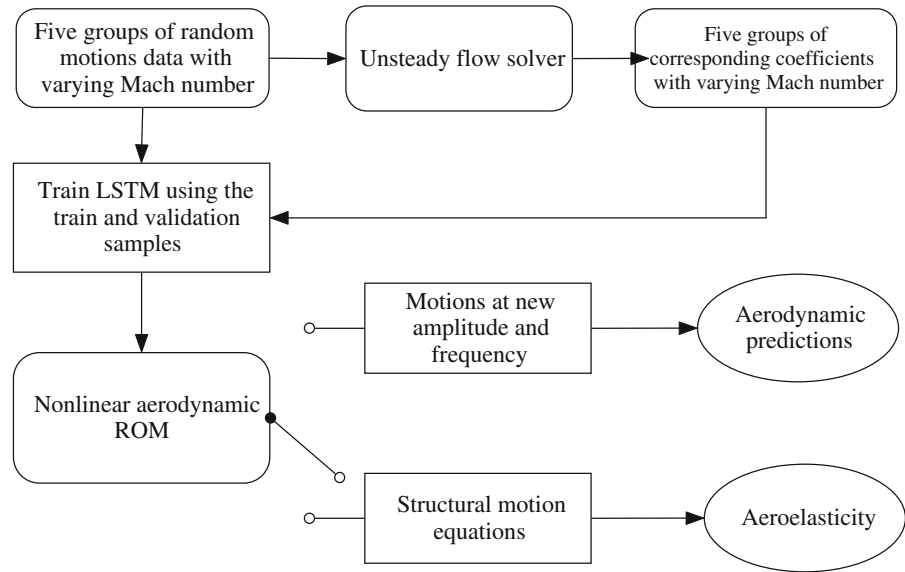 Five groups of random
motions data with
varying Mach number
Unsteady flow solver
Five groups of
corresponding coefficients
with varying Mach number
Train LSTM using the
train and validation
samples
Motions at new
amplitude and
frequency
Aerodynamic
predictions
Nonlinear aerodynamic
ROM
Structural motion
equations
Aeroelasticity